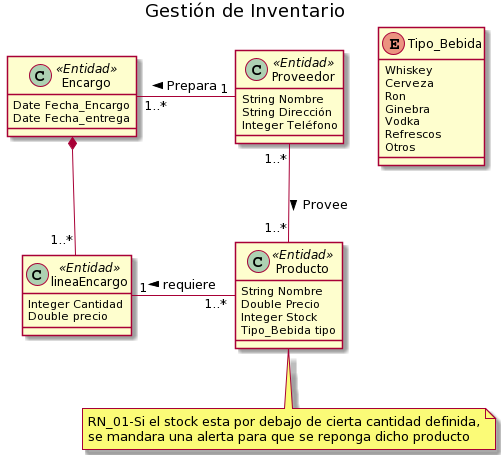 Gestión de Inventario
C «Entidad»
Encargo
Date Fecha_Encargo
Date Fecha_entrega
Prepara
1
1..*
C «Entidad»
Proveedor
String Nombre
String Dirección
Integer Teléfono
E Tipo_Bebida
Whiskey
Cerveza
Ron
Ginebra
Vodka
Refrescos
Otros
1..*
Provee
1..*
1..*
C «Entidad»
lineaEncargo
Integer Cantidad
Double precio
1
requiere
1..*
C «Entidad»
Producto
String Nombre
Double Precio
Integer Stock
Tipo_Bebida tipo
RN_01-Si el stock esta por debajo de cierta cantidad definida,
se mandara una alerta para que se reponga dicho producto